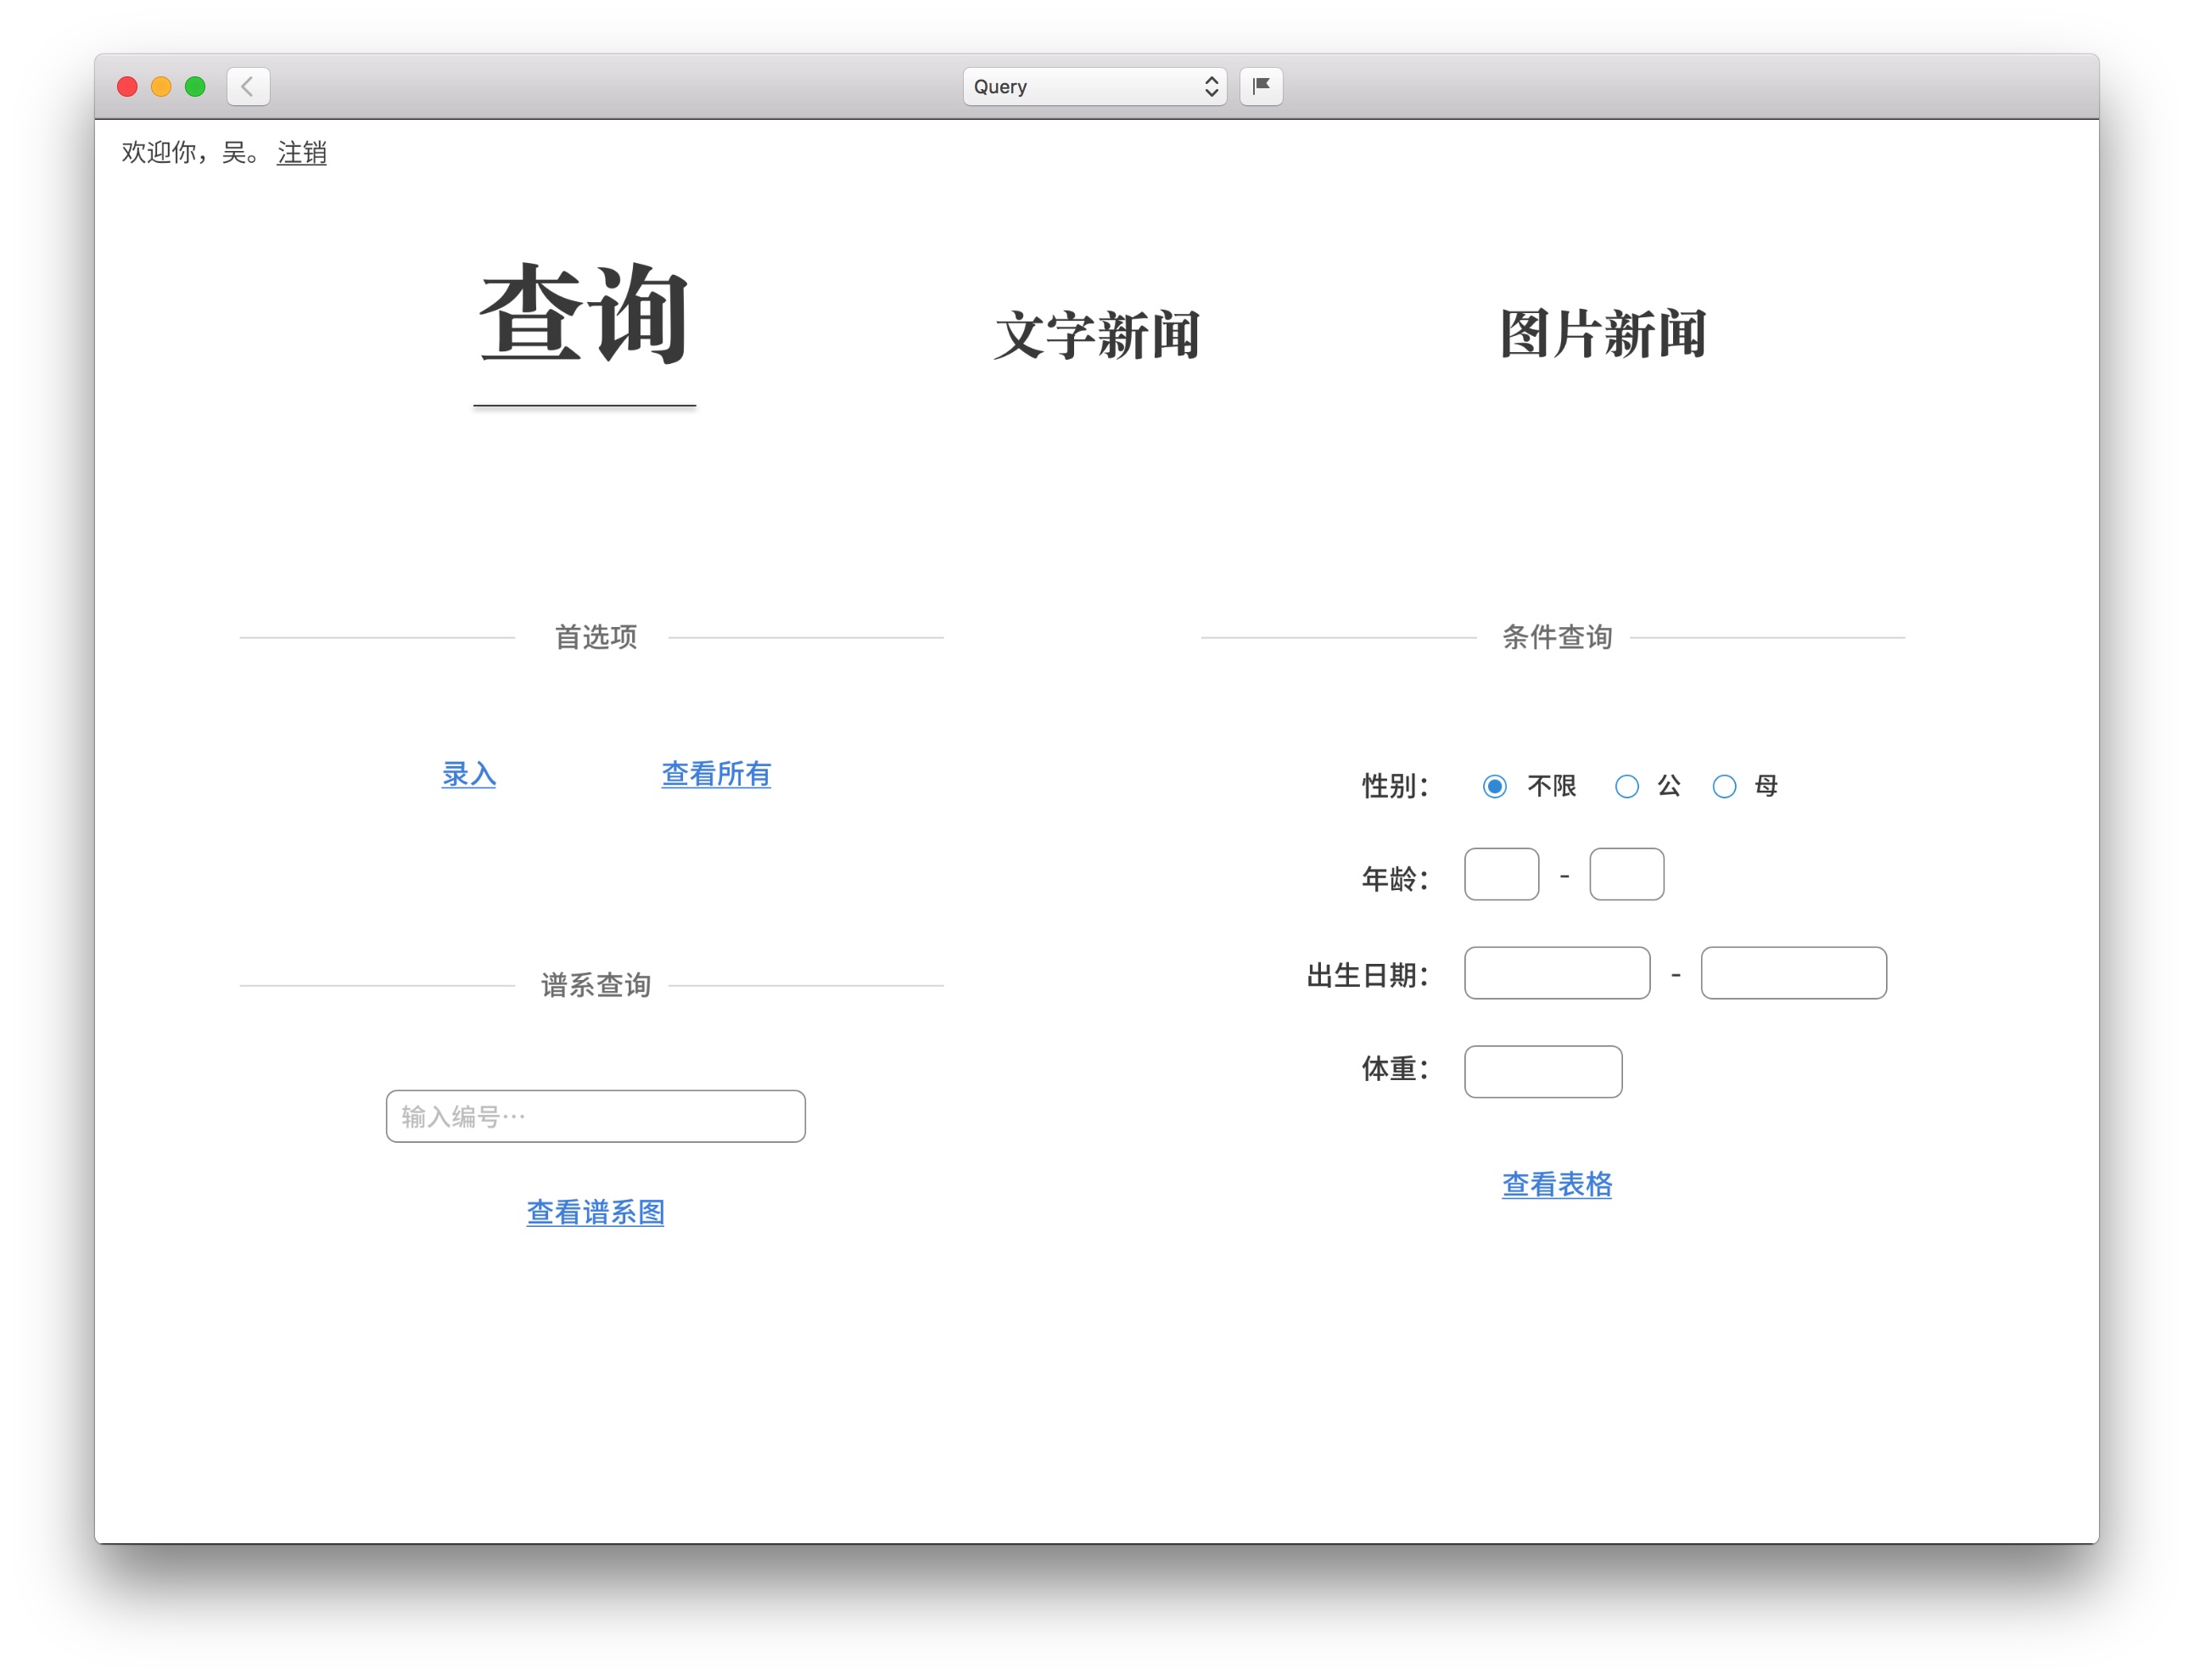 Query
欢迎你，吴。 注销
查询 文字新闻 图片新闻
首选项
录入 查看所有
谱系查询
输入编号…
查看谱系图
条件查询
性别： 不限 公 母
年龄： -
出生日期： -
体重：
查看表格